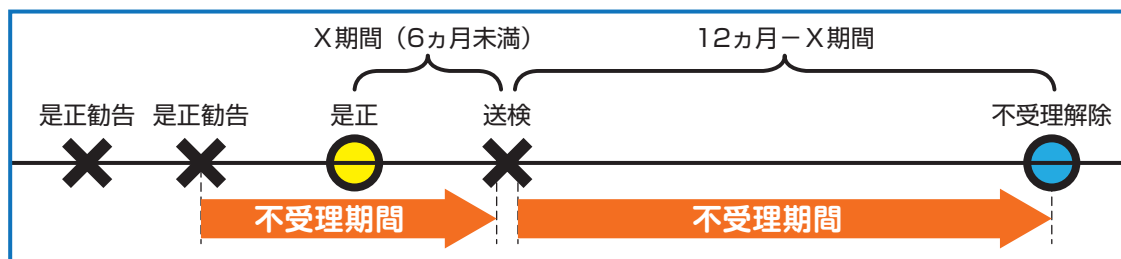 X期間（6ヵ月未満）
12ヵ月－X期間
是正勧告
是正勧告
是正
送検
不受理解除
不受理期間
不受理期間